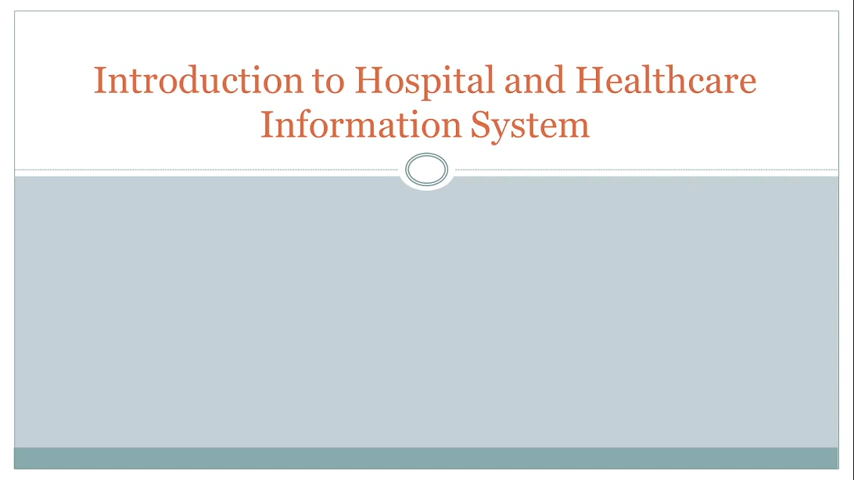 Introduction to Hospital and Healthcare
Information System